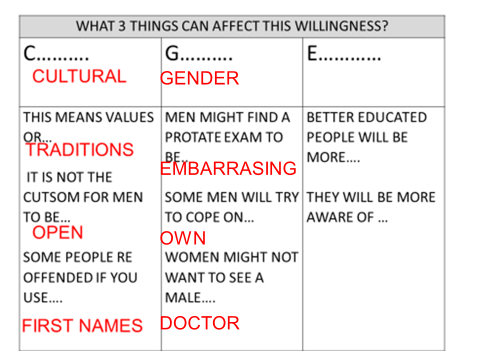 WHAT 3 THINGS CAN AFFECT THIS WILLINGNESS?
C……….
CULTURAL
THIS MEANS VALUES
OR…
TRADITIONS
IT IS NOT THE
CUTSOM FOR MEN
TO BE…
OPEN
SOME PEOPLE RE
OFFENDED IF YOU
USE….
FIRST NAMES
G……….
GENDER
MEN MIGHT FIND A
PROTATE EXAM TO
BE..
EMBARRASING
SOME MEN WILL TRY
TO COPE ON…
OWN
WOMEN MIGHT NOT
WANT TO SEE A
MALE….
DOCTOR
E…………
BETTER EDUCATED
PEOPLE WILL BE
MORE….
THEY WILL BE MORE
AWARE OF …